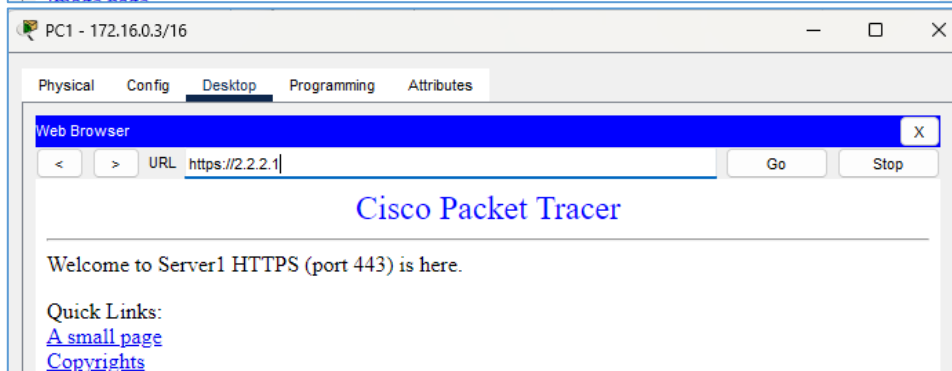 PC1 - 172.16.0.3/16
Physical Config Desktop Programming Attributes
Web Browser
X
< > URL https://2.2.2.1 Go Stop
Cisco Packet Tracer
Welcome to Server1 HTTPS (port 443) is here.
Quick Links:
A small page
Copyrights